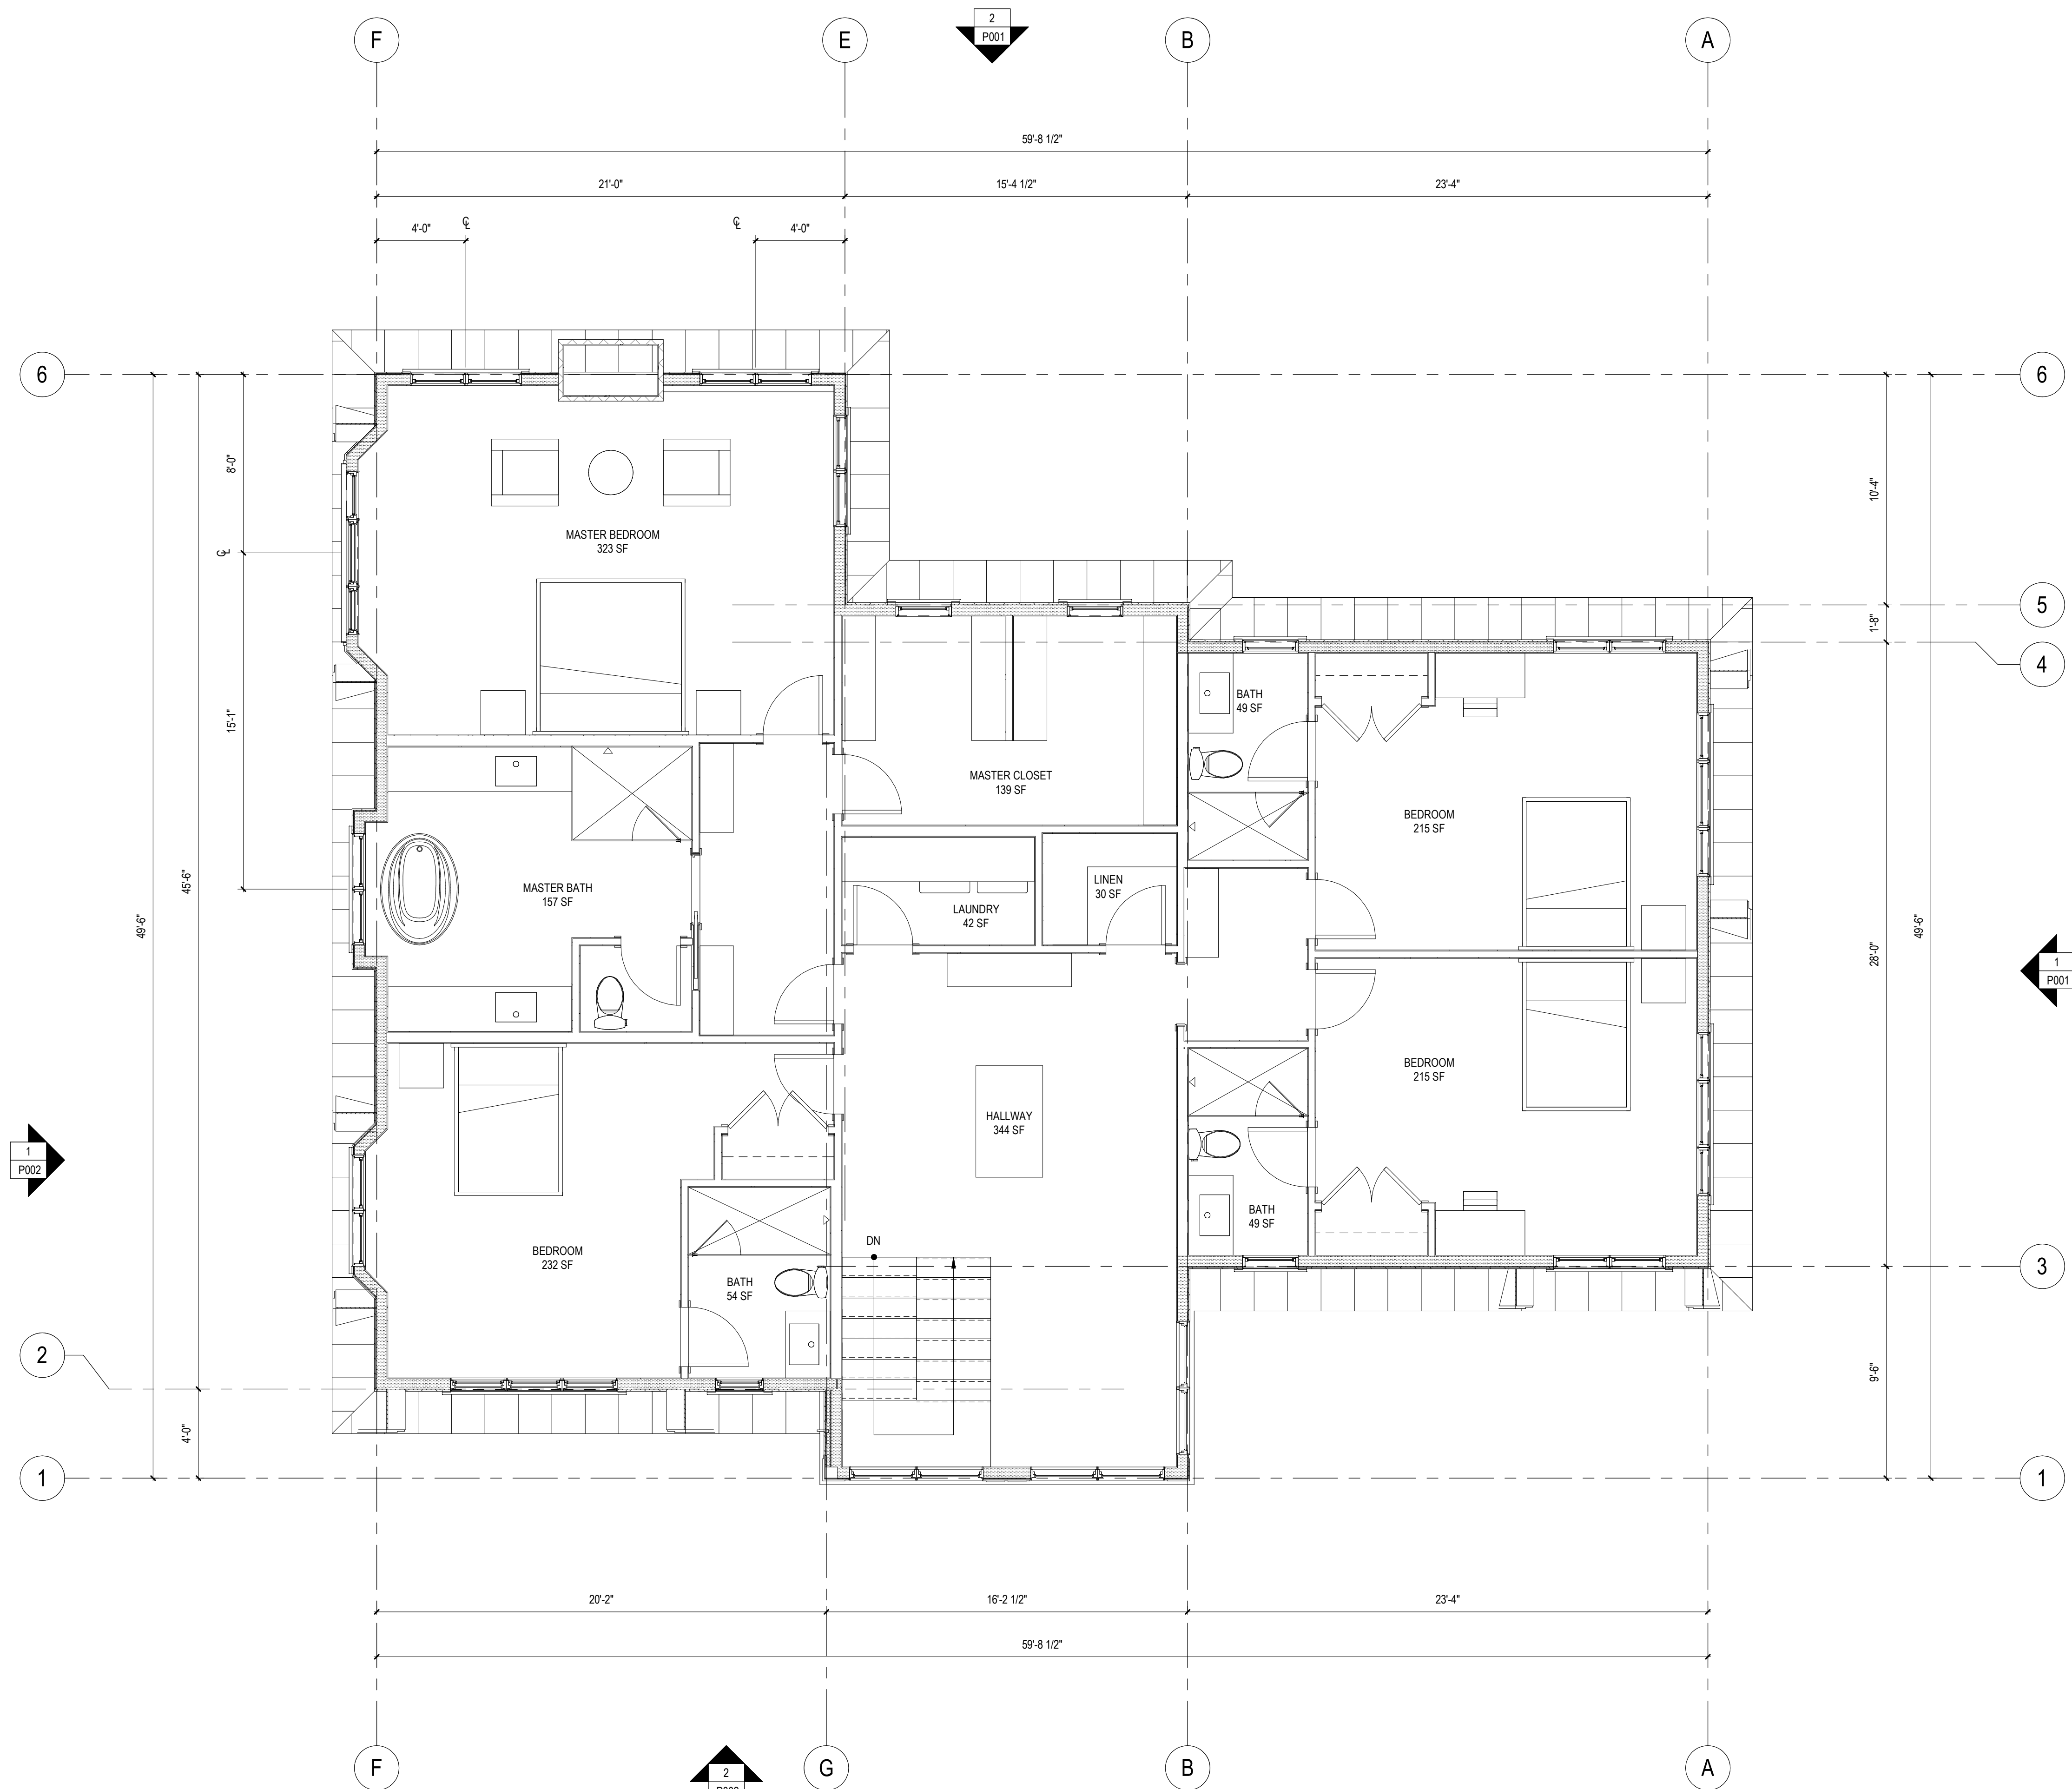 2
P001
F
E
B
A
59'-8 1/2"
21'-0"
15'-4 1/2"
23'-4"
4'-0"
℄
℄
4'-0"
6
6
8'-0"
℄
15'-1"
45'-6"
49'-6"
4'-0"
10'-4"
1'-8"
28'-0"
9'-6"
49'-6"
5
4
MASTER BEDROOM
323 SF
BATH
49 SF
MASTER CLOSET
139 SF
BEDROOM
215 SF
MASTER BATH
157 SF
LINEN
30 SF
LAUNDRY
42 SF
1
P001
BEDROOM
215 SF
HALLWAY
344 SF
1
P002
BATH
49 SF
DN
BEDROOM
232 SF
BATH
54 SF
3
2
1
1
20'-2"
16'-2 1/2"
23'-4"
59'-8 1/2"
F
G
B
A
2